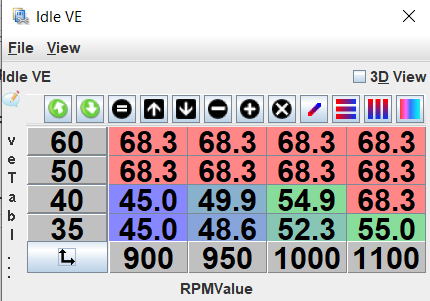 Idle VE
File View
Idle VE 3D View
veTabl...
60 68.3 68.3 68.3 68.3
50 68.3 68.3 68.3 68.3
40 45.0 49.9 54.9 68.3
35 45.0 48.6 52.3 55.0
900 950 1000 1100
RPMValue